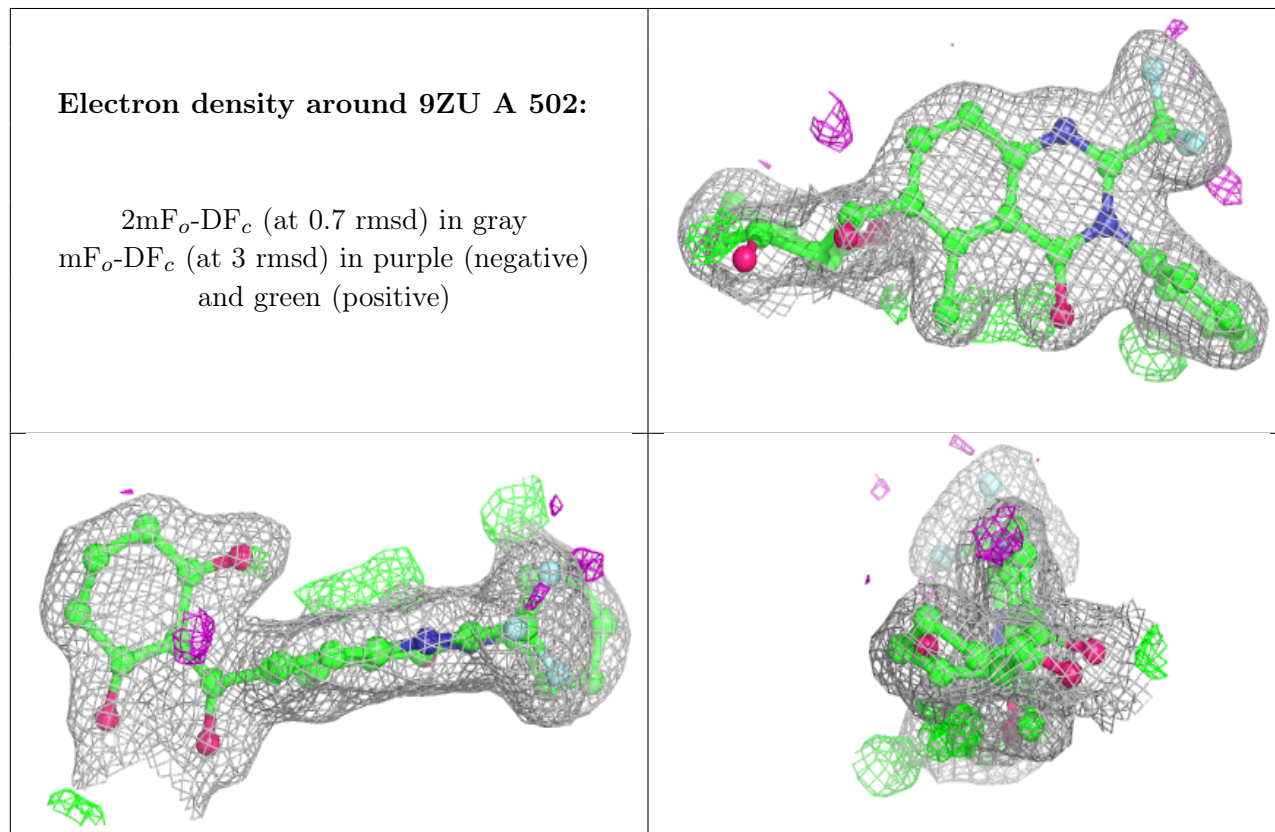 Electron density around 9ZU A 502:
2mFo-DFc (at 0.7 rmsd) in gray
mFo-DFc (at 3 rmsd) in purple (negative)
and green (positive)